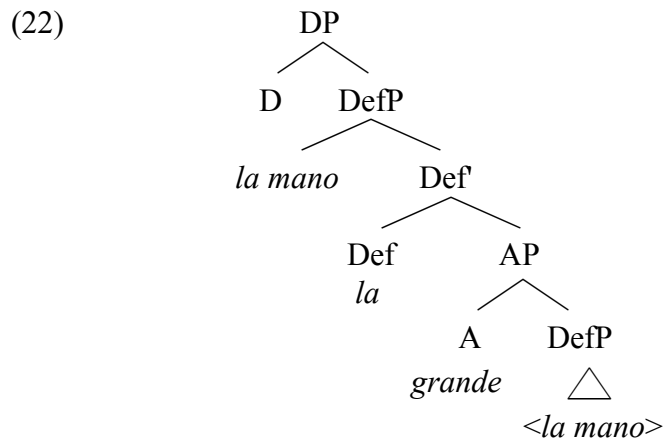 (22) DP
D DefP
la mano Def'
Def AP
la
A DefP
grande
<la mano>